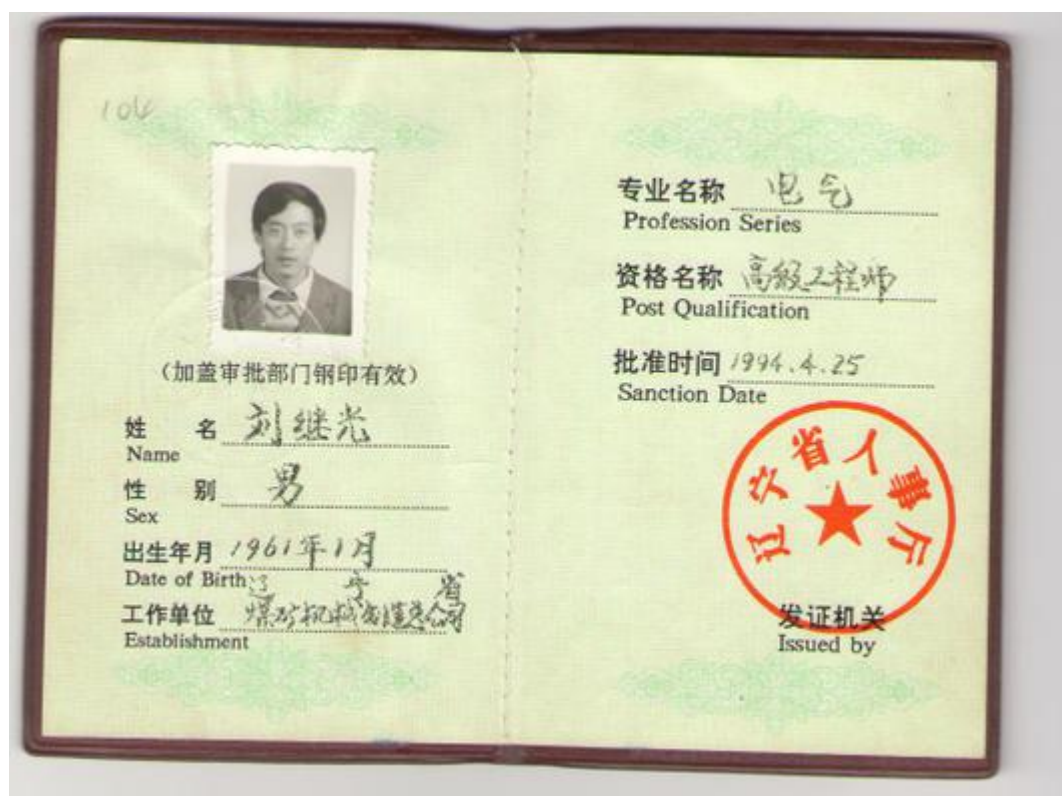 104
(加盖审批部门钢印有效)
姓 名 刘继光
Name
性 别 男
Sex
出生年月 1961年1月
Date of Birth
辽宁省
工作单位 煤矿机械制造总公司
Establishment
专业名称 电气
Profession Series
资格名称 高级工程师
Post Qualification
批准时间 1994.4.25
Sanction Date
辽宁省人事厅
发证机关
Issued by